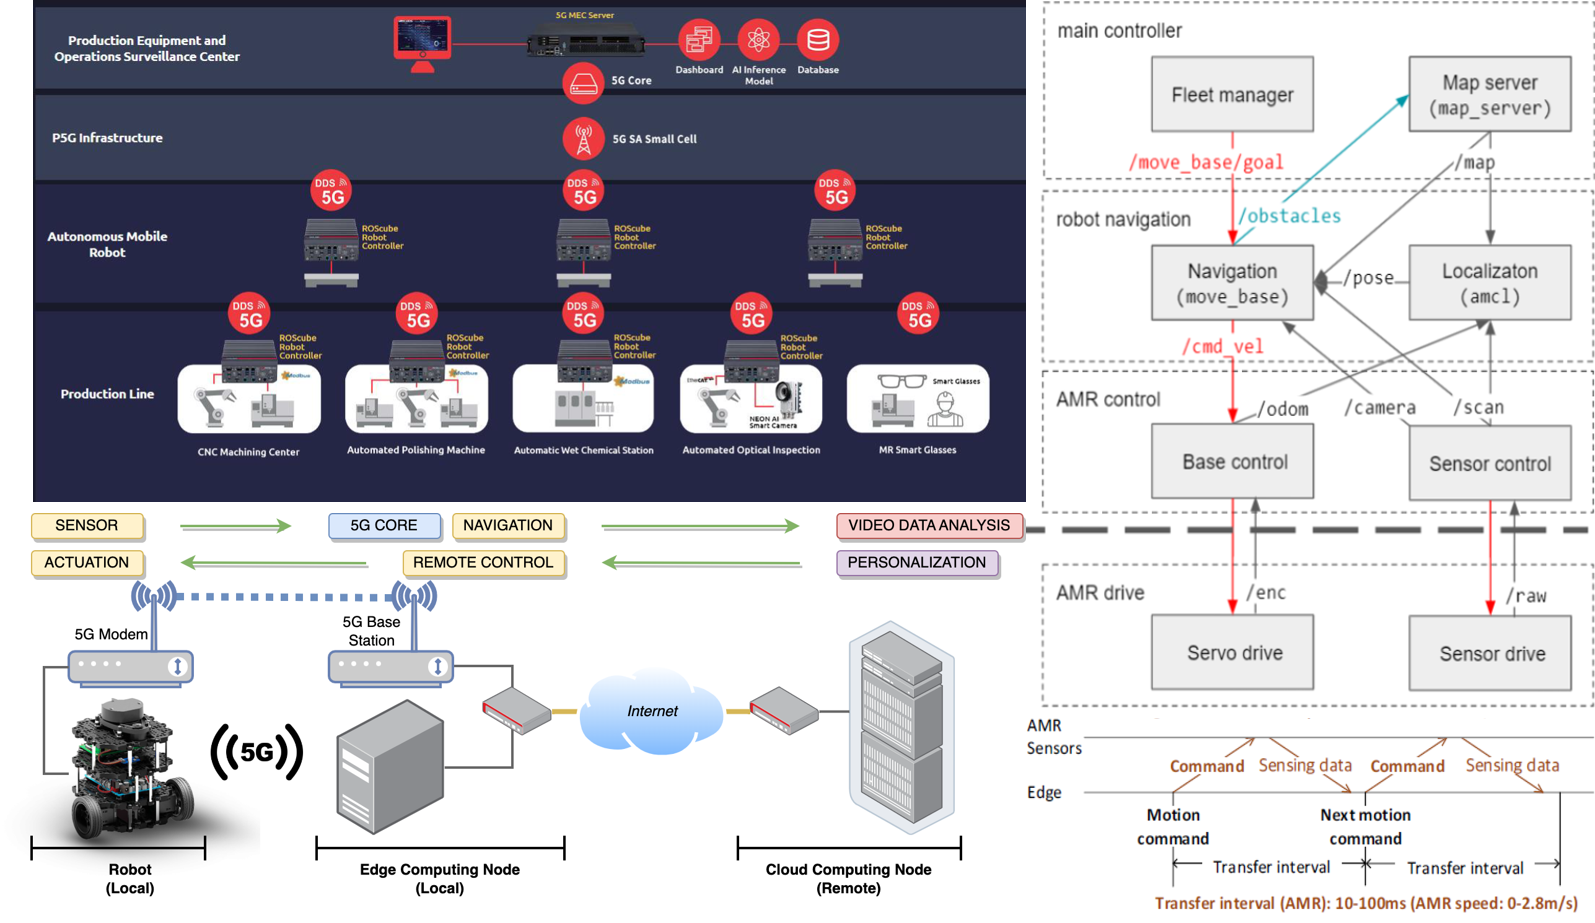 Production Equipment and
Operations Surveillance Center
5G MEC Server
Dashboard
AI Inference
Model
Database
5G Core
P5G Infrastructure
5G SA Small Cell
DDS
5G
DDS
5G
DDS
5G
Autonomous Mobile
Robot
ROScube
Robot
Controller
ROScube
Robot
Controller
ROScube
Robot
Controller
DDS
5G
DDS
5G
DDS
5G
DDS
5G
DDS
5G
Production Line
ROScube
Robot
Controller
Modbus
ROScube
Robot
Controller
Modbus
ROScube
Robot
Controller
Modbus
ROScube
Robot
Controller
NEON AI
Smart Camera
Smart Glasses
CNC Machining Center
Automated Polishing Machine
Automatic Wet Chemical Station
Automated Optical Inspection
MR Smart Glasses
SENSOR
5G CORE
NAVIGATION
VIDEO DATA ANALYSIS
ACTUATION
REMOTE CONTROL
PERSONALIZATION
5G Modem
5G Base
Station
((5G))
Internet
Robot
(Local)
Edge Computing Node
(Local)
Cloud Computing Node
(Remote)
main controller
Fleet manager
Map server
(map_server)
/move_base/goal
/map
robot navigation
/obstacles
Navigation
(move_base)
/pose
Localizaton
(amcl)
/cmd_vel
AMR control
/odom
/camera
/scan
Base control
Sensor control
AMR drive
/enc
/raw
Servo drive
Sensor drive
AMR
Sensors
Command
Sensing data
Command
Sensing data
Edge
Motion
command
Next motion
command
Transfer interval
Transfer interval
Transfer interval (AMR): 10-100ms (AMR speed: 0-2.8m/s)